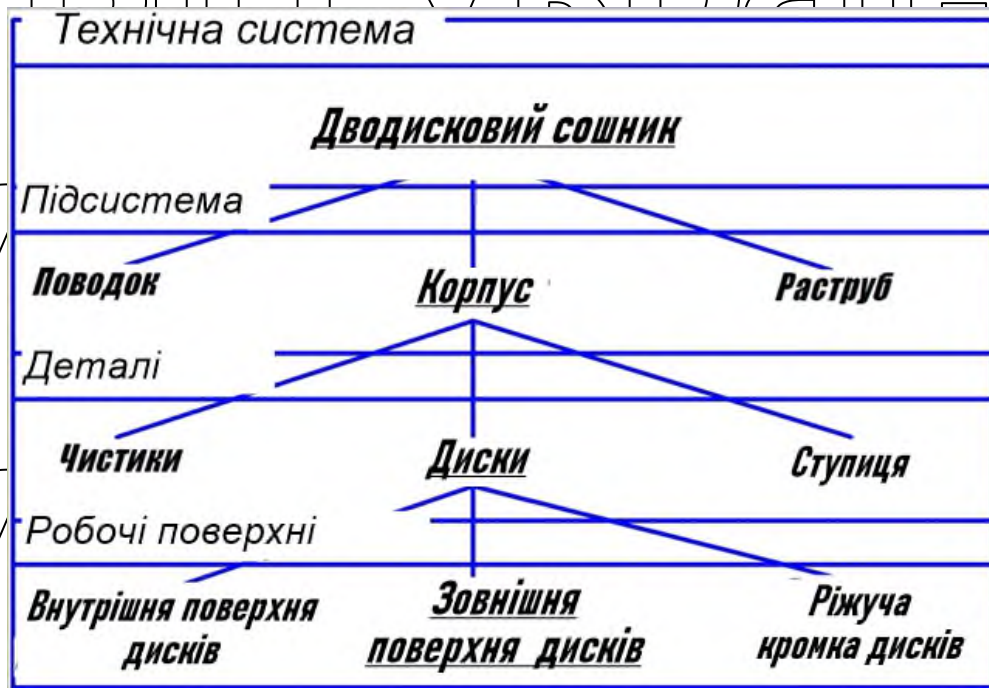 Технічна система
Дводисковий сошник
Підсистема
Поводок Корпус Раструб
Деталі
Чистики Диски Ступиця
Робочі поверхні
Внутрішня поверхня дисків
Зовнішня поверхня дисків
Ріжуча кромка дисків